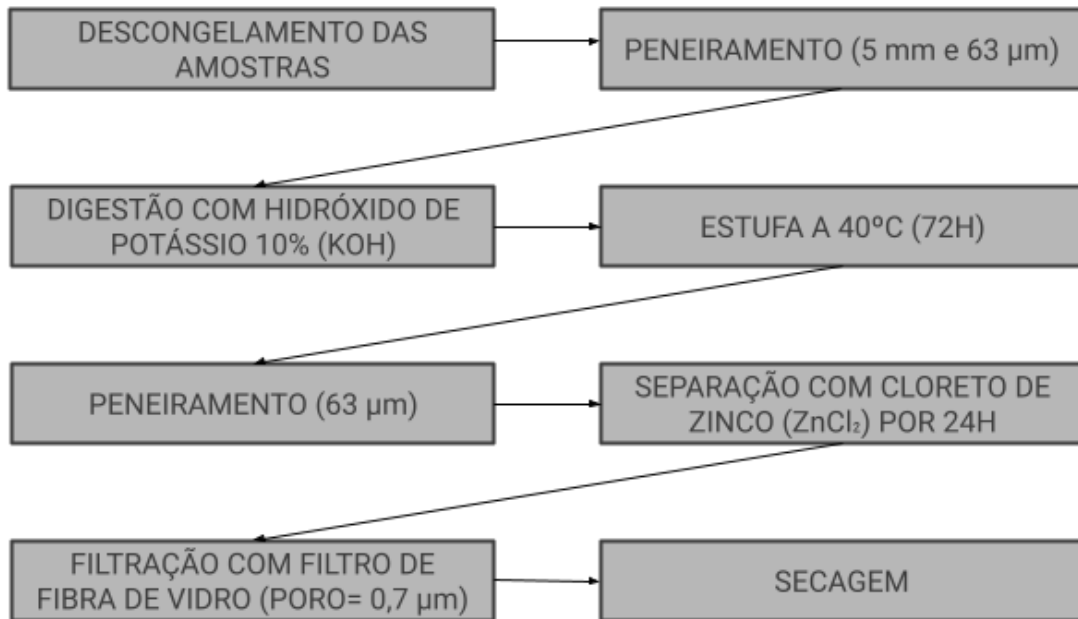 DESCONGELAMENTO DAS
AMOSTRAS
PENEIRAMENTO (5 mm e 63 μm)
DIGESTÃO COM HIDRÓXIDO DE
POTÁSSIO 10% (KOH)
ESTUFA A 40ºC (72H)
PENEIRAMENTO (63 μm)
SEPARAÇÃO COM CLORETO DE
ZINCO (ZnCl₂) POR 24H
FILTRAÇÃO COM FILTRO DE
FIBRA DE VIDRO (PORO= 0,7 μm)
SECAGEM